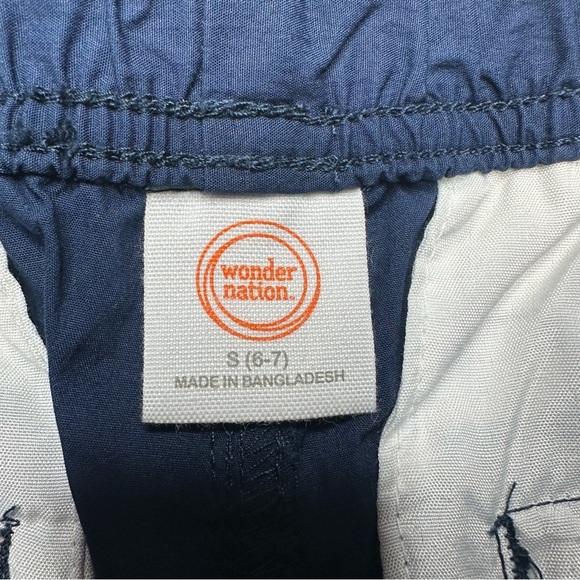 wonder
nation
S (6-7)
MADE IN BANGLADESH